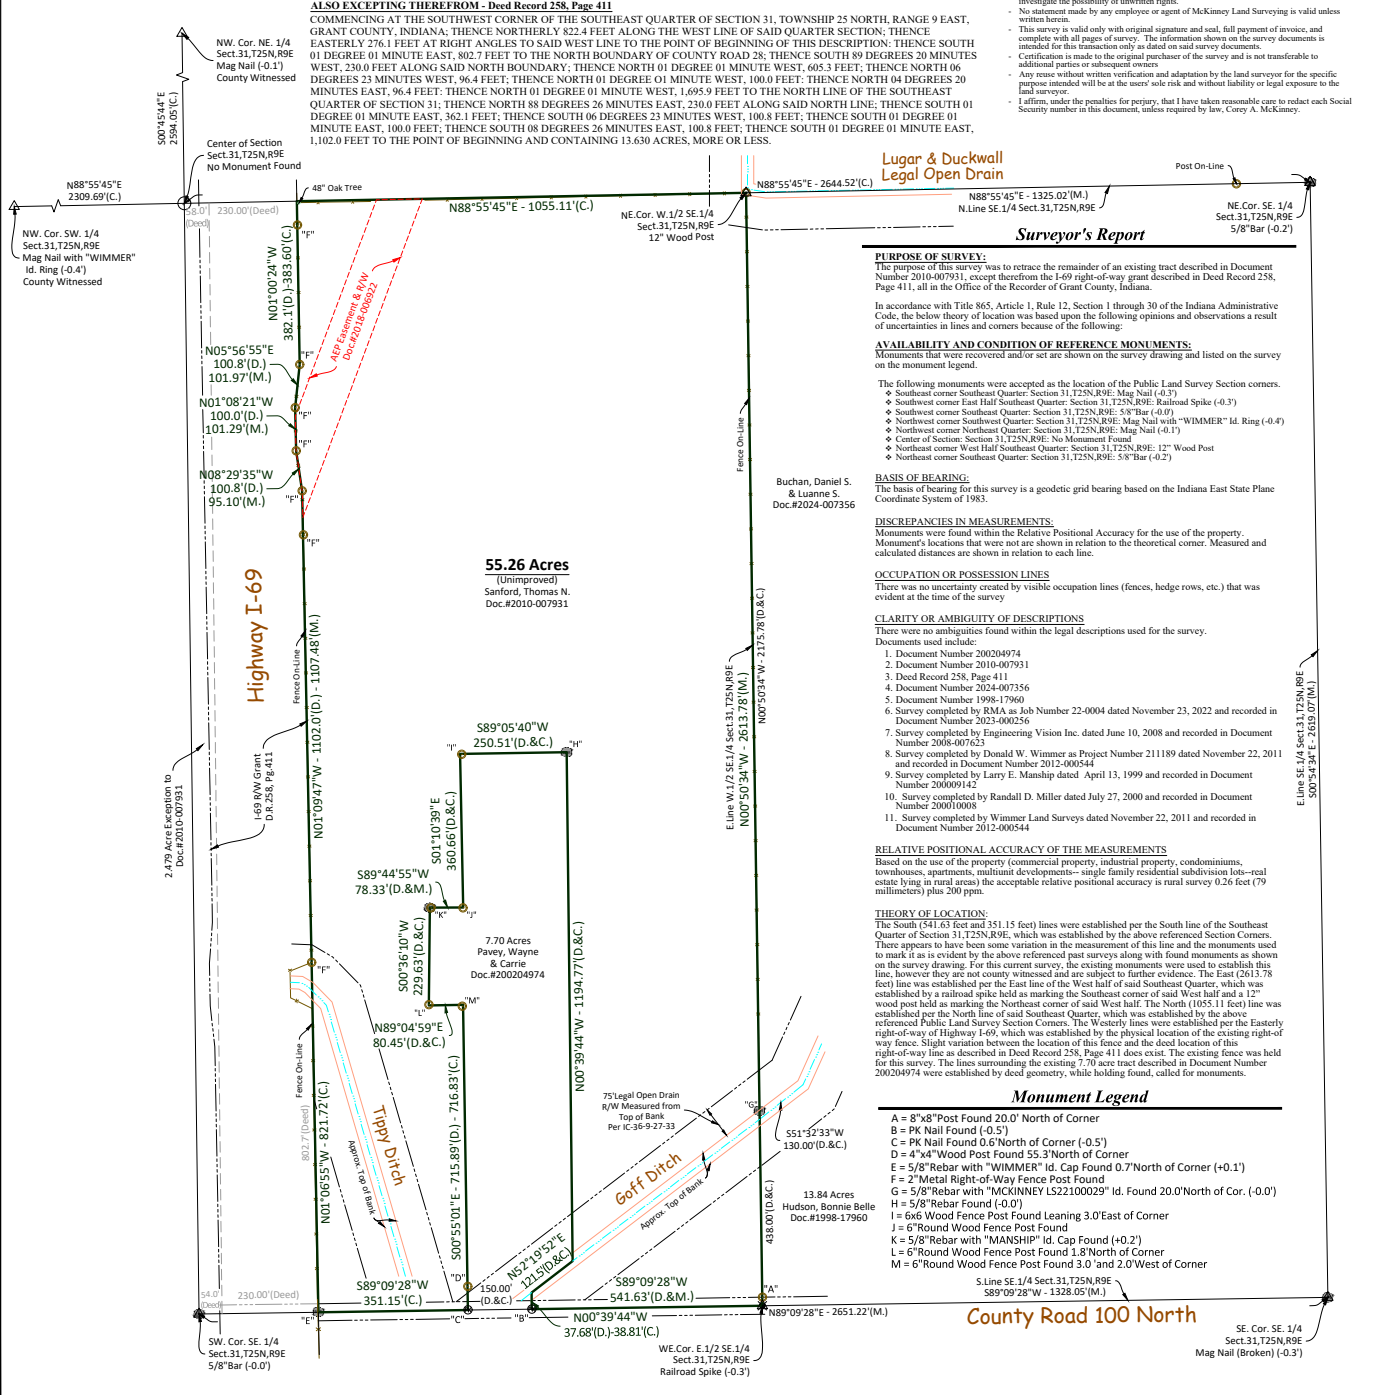 ALSO EXCEPTING THEREFROM - Deed Record 258, Page 411
COMMENCING AT THE SOUTHWEST CORNER OF THE SOUTHEAST QUARTER OF SECTION 31, TOWNSHIP 25 NORTH, RANGE 9 EAST,
GRANT COUNTY, INDIANA; THENCE NORTHERLY 822.4 FEET ALONG THE WEST LINE OF SAID QUARTER SECTION; THENCE
EASTERLY 276.1 FEET AT RIGHT ANGLES TO SAID WEST LINE TO THE POINT OF BEGINNING OF THIS DESCRIPTION: THENCE SOUTH
01 DEGREE 01 MINUTE EAST, 802.7 FEET TO THE NORTH BOUNDARY OF COUNTY ROAD 28; THENCE SOUTH 89 DEGREES 20 MINUTES
WEST, 230.0 FEET ALONG SAID NORTH BOUNDARY; THENCE NORTH 01 DEGREE 01 MINUTE WEST, 605.3 FEET; THENCE NORTH 06
DEGREES 23 MINUTES WEST, 96.4 FEET; THENCE NORTH 01 DEGREE O1 MINUTE WEST, 100.0 FEET: THENCE NORTH 04 DEGREES 20
MINUTES EAST, 96.4 FEET: THENCE NORTH 01 DEGREE 01 MINUTE WEST, 1,695.9 FEET TO THE NORTH LINE OF THE SOUTHEAST
QUARTER OF SECTION 31; THENCE NORTH 88 DEGREES 26 MINUTES EAST, 230.0 FEET ALONG SAID NORTH LINE; THENCE SOUTH 01
DEGREE 01 MINUTE EAST, 362.1 FEET; THENCE SOUTH 06 DEGREES 23 MINUTES WEST, 100.8 FEET; THENCE SOUTH 01 DEGREE 01
MINUTE EAST, 100.0 FEET; THENCE SOUTH 08 DEGREES 26 MINUTES EAST, 100.8 FEET; THENCE SOUTH 01 DEGREE 01 MINUTE EAST,
1,102.0 FEET TO THE POINT OF BEGINNING AND CONTAINING 13.630 ACRES, MORE OR LESS.
investigate the possibility of unwritten rights.
- No statement made by any employee or agent of McKinney Land Surveying is valid unless
written herein.
- This survey is valid only with original signature and seal, full payment of invoice, and
complete with all pages of survey. The information shown on the survey documents is
intended for this transaction only as dated on said survey documents.
- Certification is made to the original purchaser of the survey and is not transferable to
additional parties or subsequent owners
- Any reuse without written verification and adaptation by the land surveyor for the specific
purpose intended will be at the users' sole risk and without liability or legal exposure to the
land surveyor.
- I affirm, under the penalties for perjury, that I have taken reasonable care to redact each Social
Security number in this document, unless required by law, Corey A. McKinney.
NW. Cor. NE. 1/4
Sect.31,T25N,R9E
Mag Nail (-0.1')
County Witnessed
S00°45'44"E
2594.05'(C.)
Center of Section
Sect.31,T25N,R9E
No Monument Found
N88°55'45"E
2309.69'(C.)
NW. Cor. SW. 1/4
Sect.31,T25N,R9E
Mag Nail with "WIMMER"
Id. Ring (-0.4')
County Witnessed
48" Oak Tree
58.0'
(Deed)
230.00'(Deed)
N88°55'45"E - 1055.11'(C.)
Lugar & Duckwall
Legal Open Drain
N88°55'45"E - 2644.52'(C.)
Post On-Line
N88°55'45"E - 1325.02'(M.)
N.Line SE.1/4 Sect.31,T25N,R9E
NE.Cor. SE. 1/4
Sect.31,T25N,R9E
5/8"Bar (-0.2')
NE.Cor. W.1/2 SE.1/4
Sect.31,T25N,R9E
12" Wood Post
"F"
N01°00'24"W
382.1'(D.)-383.60'(C.)
AEP Easement & R/W
Doc.#2018-006922
N05°56'55"E
100.8'(D.)
101.97'(M.)
"F"
N01°08'21"W
100.0'(D.)
101.29'(M.)
"F"
"F"
N08°29'35"W
100.8'(D.)
95.10'(M.)
"F"
"F"
Highway I-69
Fence On-Line
N01°09'47"W - 1102.0'(D.) - 1107.48'(M.)
2.479 Acre Exception to
Doc.#2010-007931
I-69 R/W Grant
D.R.258, Pg.411
55.26 Acres
(Unimproved)
Sanford, Thomas N.
Doc.#2010-007931
Fence On-Line
Buchan, Daniel S.
& Luanne S.
Doc.#2024-007356
E.Line W.1/2 SE.1/4 Sect.31,T25N,R9E
N00°50'34"W - 2613.78'(M.)
N00°50'34"W - 2175.78'(D.&C.)
S89°05'40"W
250.51'(D.&C.)
"I"
"H"
S01°10'39"E
360.66'(D.&C.)
S89°44'55"W
78.33'(D.&M.)
"K"
"J"
S00°36'10"W
229.63'(D.&C.)
7.70 Acres
Pavey, Wayne
& Carrie
Doc.#200204974
"L"
"M"
N89°04'59"E
80.45'(D.&C.)
N00°39'44"W - 1194.77'(D.&C.)
"F"
Fence On-Line
802.7'(Deed)
N01°06'55"W - 821.72'(C.)
Tippy Ditch
Approx. Top of Bank
S00°55'01"E - 715.89'(D.) - 716.83'(C.)
75'Legal Open Drain
R/W Measured from
Top of Bank
Per IC-36-9-27-33
"G"
S51°32'33"W
130.00'(D.&C.)
Goff Ditch
Approx. Top of Bank
438.00'(D.&C.)
13.84 Acres
Hudson, Bonnie Belle
Doc.#1998-17960
N52°19'52"E
121.5'(D.&C.)
"D"
150.00'
(D.&C.)
S89°09'28"W
351.15'(C.)
S89°09'28"W
541.63'(D.&M.)
"A"
54.0'
(Deed)
230.00'(Deed)
"E"
"C"
"B"
N00°39'44"W
37.68'(D.)-38.81'(C.)
N89°09'28"E - 2651.22'(M.)
SW. Cor. SE. 1/4
Sect.31,T25N,R9E
5/8"Bar (-0.0')
WE.Cor. E.1/2 SE.1/4
Sect.31,T25N,R9E
Railroad Spike (-0.3')
Surveyor's Report
PURPOSE OF SURVEY:
The purpose of this survey was to retrace the remainder of an existing tract described in Document
Number 2010-007931, except therefrom the I-69 right-of-way grant described in Deed Record 258,
Page 411, all in the Office of the Recorder of Grant County, Indiana.
In accordance with Title 865, Article 1, Rule 12, Section 1 through 30 of the Indiana Administrative
Code, the below theory of location was based upon the following opinions and observations a result
of uncertainties in lines and corners because of the following:
AVAILABILITY AND CONDITION OF REFERENCE MONUMENTS:
Monuments that were recovered and/or set are shown on the survey drawing and listed on the survey
on the monument legend.
The following monuments were accepted as the location of the Public Land Survey Section corners.
❖ Southeast corner Southeast Quarter: Section 31,T25N,R9E: Mag Nail (-0.3')
❖ Southwest corner East Half Southeast Quarter: Section 31,T25N,R9E: Railroad Spike (-0.3')
❖ Southwest corner Southeast Quarter: Section 31,T25N,R9E: 5/8"Bar (-0.0')
❖ Northwest corner Southwest Quarter: Section 31,T25N,R9E: Mag Nail with "WIMMER" Id. Ring (-0.4')
❖ Northwest corner Northeast Quarter: Section 31,T25N,R9E: Mag Nail (-0.1')
❖ Center of Section: Section 31,T25N,R9E: No Monument Found
❖ Northeast corner West Half Southeast Quarter: Section 31,T25N,R9E: 12" Wood Post
❖ Northeast corner Southeast Quarter: Section 31,T25N,R9E: 5/8"Bar (-0.2')
BASIS OF BEARING:
The basis of bearing for this survey is a geodetic grid bearing based on the Indiana East State Plane
Coordinate System of 1983.
DISCREPANCIES IN MEASUREMENTS:
Monuments were found within the Relative Positional Accuracy for the use of the property.
Monument's locations that were not are shown in relation to the theoretical corner. Measured and
calculated distances are shown in relation to each line.
OCCUPATION OR POSSESSION LINES
There was no uncertainty created by visible occupation lines (fences, hedge rows, etc.) that was
evident at the time of the survey
CLARITY OR AMBIGUITY OF DESCRIPTIONS
There were no ambiguities found within the legal descriptions used for the survey.
Documents used include:
1. Document Number 200204974
2. Document Number 2010-007931
3. Deed Record 258, Page 411
4. Document Number 2024-007356
5. Document Number 1998-17960
6. Survey completed by RMA as Job Number 22-0004 dated November 23, 2022 and recorded in
Document Number 2023-000256
7. Survey completed by Engineering Vision Inc. dated June 10, 2008 and recorded in Document
Number 2008-007623
8. Survey completed by Donald W. Wimmer as Project Number 211189 dated November 22, 2011
and recorded in Document Number 2012-000544
9. Survey completed by Larry E. Manship dated April 13, 1999 and recorded in Document
Number 200009142
10. Survey completed by Randall D. Miller dated July 27, 2000 and recorded in Document
Number 200010008
11. Survey completed by Wimmer Land Surveys dated November 22, 2011 and recorded in
Document Number 2012-000544
RELATIVE POSITIONAL ACCURACY OF THE MEASUREMENTS
Based on the use of the property (commercial property, industrial property, condominiums,
townhouses, apartments, multiunit developments-- single family residential subdivision lots--real
estate lying in rural areas) the acceptable relative positional accuracy is rural survey 0.26 feet (79
millimeters) plus 200 ppm.
THEORY OF LOCATION:
The South (541.63 feet and 351.15 feet) lines were established per the South line of the Southeast
Quarter of Section 31,T25N,R9E, which was established by the above referenced Section Corners.
There appears to have been some variation in the measurement of this line and the monuments used
to mark it as is evident by the above referenced past surveys along with found monuments as shown
on the survey drawing. For this current survey, the existing monuments were used to establish this
line, however they are not county witnessed and are subject to further evidence. The East (2613.78
feet) line was established per the East line of the West half of said Southeast Quarter, which was
established by a railroad spike held as marking the Southeast corner of said West half and a 12"
wood post held as marking the Northeast corner of said West half. The North (1055.11 feet) line was
established per the North line of said Southeast Quarter, which was established by the above
referenced Public Land Survey Section Corners. The Westerly lines were established per the Easterly
right-of-way of Highway I-69, which was established by the physical location of the existing right-of
way fence. Slight variation between the location of this fence and the deed location of this
right-of-way line as described in Deed Record 258, Page 411 does exist. The existing fence was held
for this survey. The lines surrounding the existing 7.70 acre tract described in Document Number
200204974 were established by deed geometry, while holding found, called for monuments.
E.Line SE.1/4 Sect.31,T25N,R9E
S00°54'34"E - 2619.07'(M.)
Monument Legend
A = 8"x8"Post Found 20.0' North of Corner
B = PK Nail Found (-0.5')
C = PK Nail Found 0.6'North of Corner (-0.5')
D = 4"x4"Wood Post Found 55.3'North of Corner
E = 5/8"Rebar with "WIMMER" Id. Cap Found 0.7'North of Corner (+0.1')
F = 2"Metal Right-of-Way Fence Post Found
G = 5/8"Rebar with "MCKINNEY LS22100029" Id. Found 20.0'North of Cor. (-0.0')
H = 5/8"Rebar Found (-0.0')
I = 6x6 Wood Fence Post Found Leaning 3.0'East of Corner
J = 6"Round Wood Fence Post Found
K = 5/8"Rebar with "MANSHIP" Id. Cap Found (+0.2')
L = 6"Round Wood Fence Post Found 1.8'North of Corner
M = 6"Round Wood Fence Post Found 3.0 'and 2.0'West of Corner
S.Line SE.1/4 Sect.31,T25N,R9E
S89°09'28"W - 1328.05'(M.)
County Road 100 North
SE. Cor. SE. 1/4
Sect.31,T25N,R9E
Mag Nail (Broken) (-0.3')